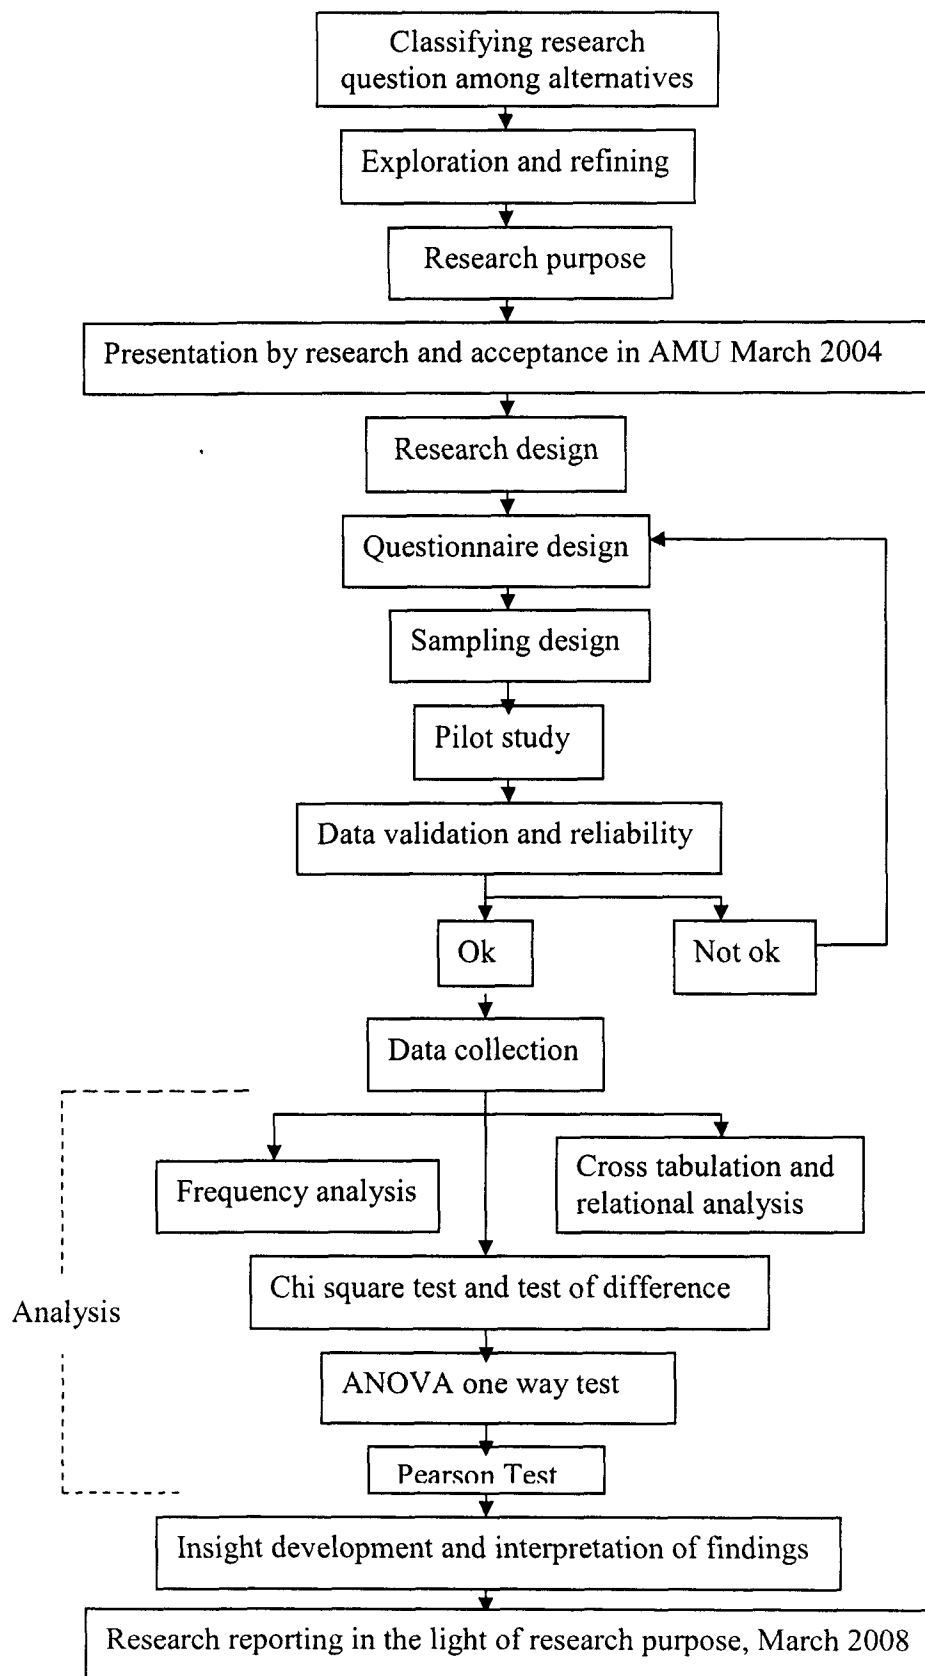 Classifying research
question among alternatives
Exploration and refining
Research purpose
Presentation by research and acceptance in AMU March 2004
Research design
Questionnaire design
Sampling design
Pilot study
Data validation and reliability
Ok
Not ok
Data collection
Frequency analysis
Cross tabulation and
relational analysis
Chi square test and test of difference
Analysis
ANOVA one way test
Pearson Test
Insight development and interpretation of findings
Research reporting in the light of research purpose, March 2008